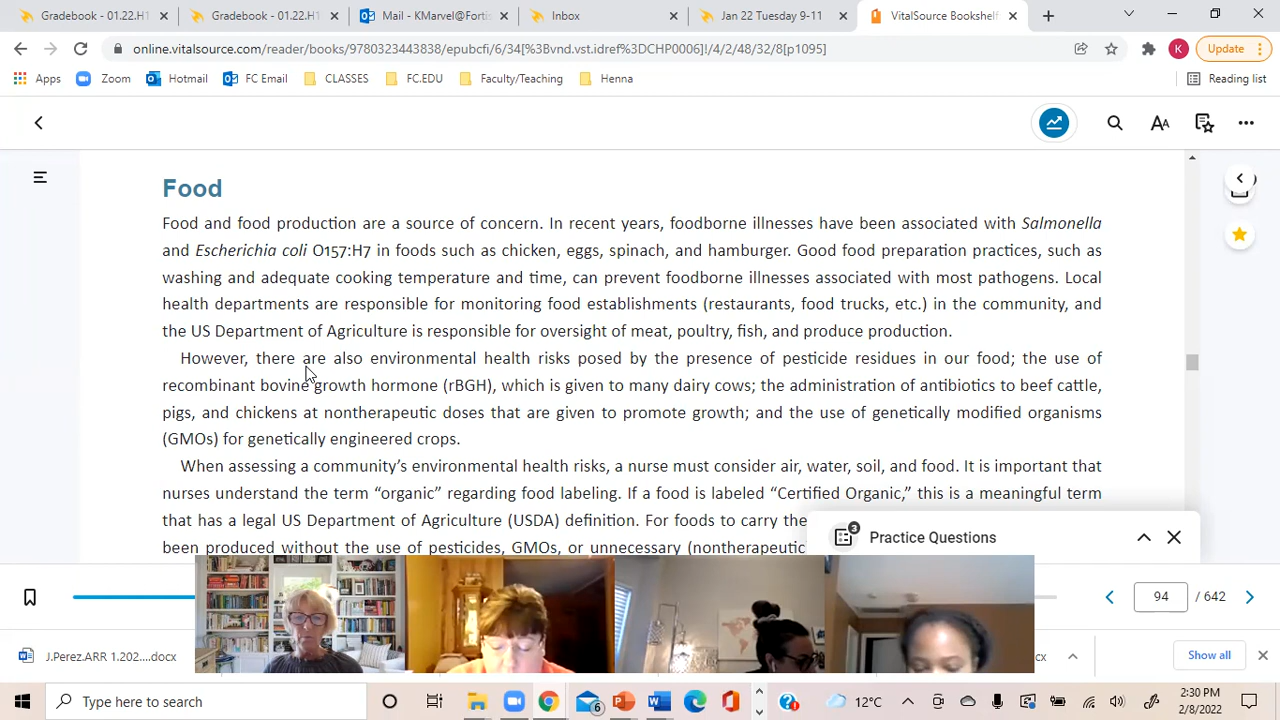 Gradebook - 01.22.H1
Gradebook - 01.22.H1
Mail - KMarvel@Fortis
Inbox
Jan 22 Tuesday 9-11
VitalSource Bookshelf
online.vitalsource.com/reader/books/9780323443838/epubcfi/6/34[%3Bvnd.vst.idref%3DCHP0006]!/4/2/48/32/8[p1095]
K
Update
Apps
Zoom
Hotmail
FC Email
CLASSES
FC.EDU
Faculty/Teaching
Henna
Reading list
Food
Food and food production are a source of concern. In recent years, foodborne illnesses have been associated with Salmonella
and Escherichia coli O157:H7 in foods such as chicken, eggs, spinach, and hamburger. Good food preparation practices, such as
washing and adequate cooking temperature and time, can prevent foodborne illnesses associated with most pathogens. Local
health departments are responsible for monitoring food establishments (restaurants, food trucks, etc.) in the community, and
the US Department of Agriculture is responsible for oversight of meat, poultry, fish, and produce production.
However, there are also environmental health risks posed by the presence of pesticide residues in our food; the use of
recombinant bovine growth hormone (rBGH), which is given to many dairy cows; the administration of antibiotics to beef cattle,
pigs, and chickens at nontherapeutic doses that are given to promote growth; and the use of genetically modified organisms
(GMOs) for genetically engineered crops.
When assessing a community's environmental health risks, a nurse must consider air, water, soil, and food. It is important that
nurses understand the term "organic" regarding food labeling. If a food is labeled "Certified Organic," this is a meaningful term
that has a legal US Department of Agriculture (USDA) definition. For foods to carry the
been produced without the use of pesticides, GMOs, or unnecessary (nontherapeutic
3
Practice Questions
94 / 642
J.Perez.ARR 1.202....docx
cx
Show all
Type here to search
6
12°C
2:30 PM
2/8/2022